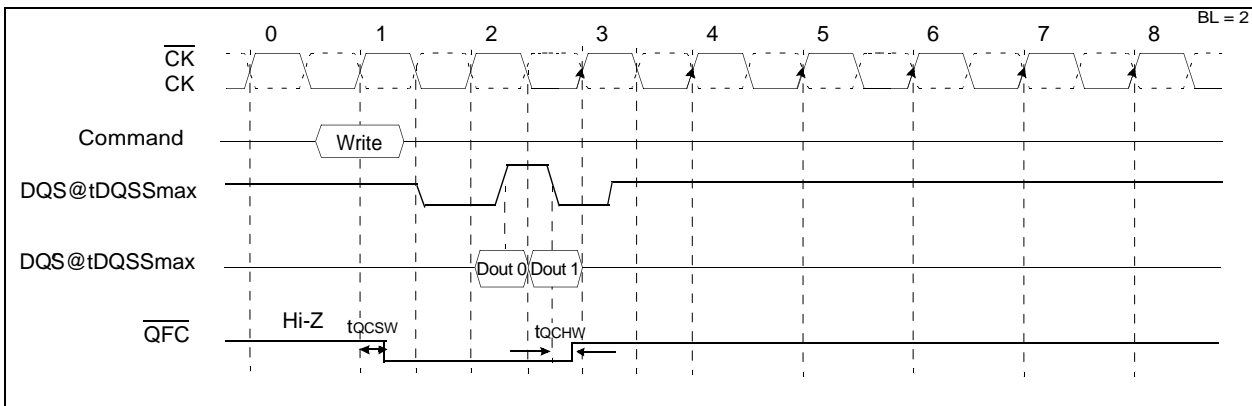 BL = 2
0 1 2 3 4 5 6 7 8
CK
CK
Command
Write
DQS@tDQSSmax
DQS@tDQSSmax
Dout 0 Dout 1
QFC
Hi-Z
tQCSW
tQCHW